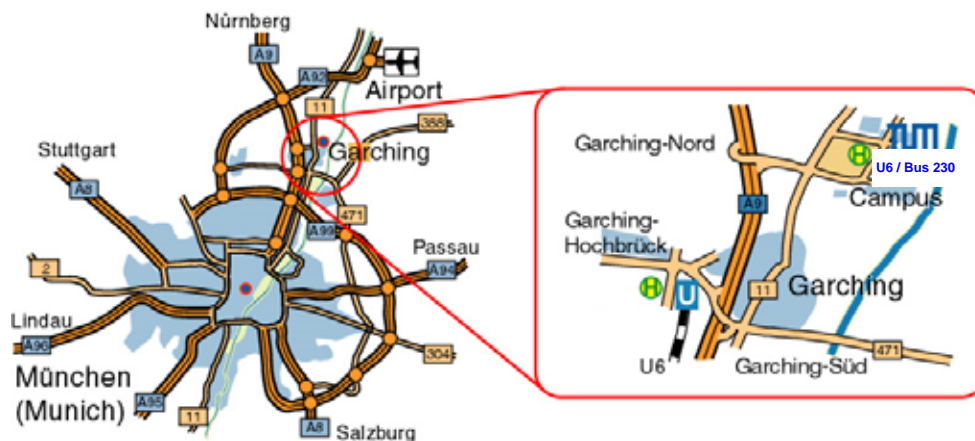 Nürnberg
A9
A92
Airport
11
388
Garching
Stuttgart
A8
471
A99
Passau
A94
2
Lindau
A96
304
München
(Munich)
A95
11
A8
Salzburg
Garching-Nord
TUM
U6 / Bus 230
H
Campus
A9
Garching-
Hochbrück
H
U
11
Garching
U6
Garching-Süd
471